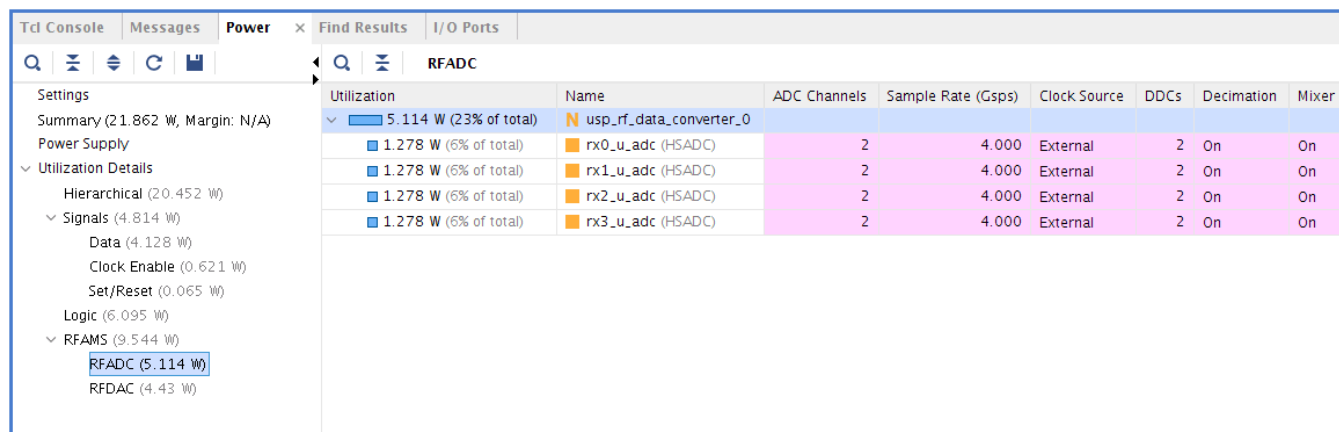 Tcl Console Messages Power × Find Results I/O Ports
RFADC
Settings
Summary (21.862 W, Margin: N/A)
Power Supply
Utilization Details
Hierarchical (20.452 W)
Signals (4.814 W)
Data (4.128 W)
Clock Enable (0.621 W)
Set/Reset (0.065 W)
Logic (6.095 W)
RFAMS (9.544 W)
RFADC (5.114 W)
RFDAC (4.43 W)
Utilization Name ADC Channels Sample Rate (Gsps) Clock Source DDCs Decimation Mixer
5.114 W (23% of total) N usp_rf_data_converter_0
1.278 W (6% of total) rx0_u_adc (HSADC) 2 4.000 External 2 On On
1.278 W (6% of total) rx1_u_adc (HSADC) 2 4.000 External 2 On On
1.278 W (6% of total) rx2_u_adc (HSADC) 2 4.000 External 2 On On
1.278 W (6% of total) rx3_u_adc (HSADC) 2 4.000 External 2 On On